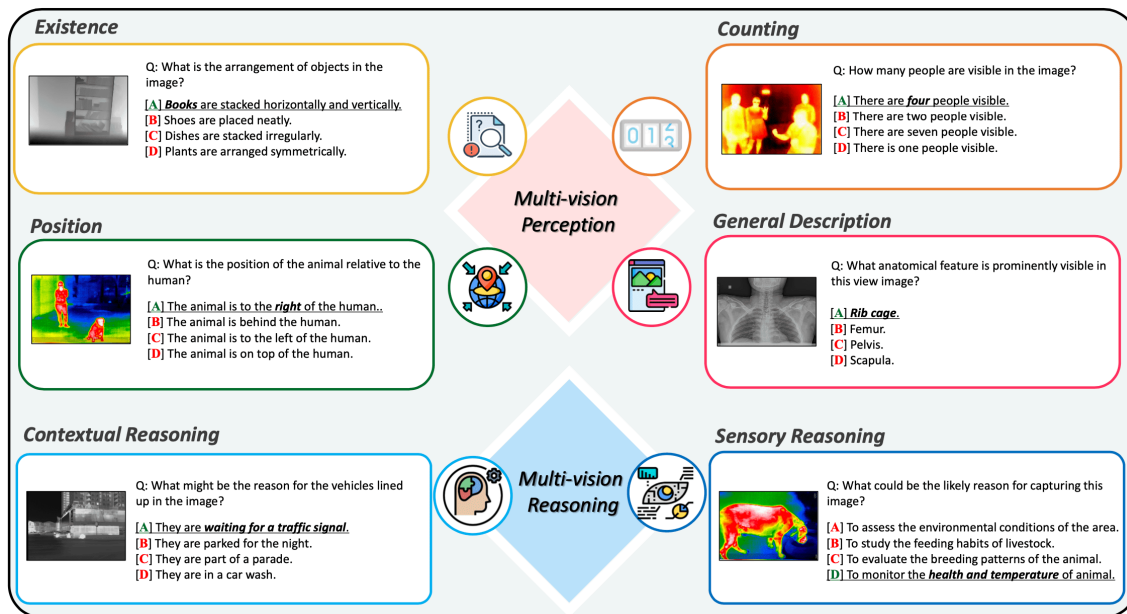 Existence
Q: What is the arrangement of objects in the
image?
[A] Books are stacked horizontally and vertically.
[B] Shoes are placed neatly.
[C] Dishes are stacked irregularly.
[D] Plants are arranged symmetrically.
Counting
Q: How many people are visible in the image?
[A] There are four people visible.
[B] There are two people visible.
[C] There are seven people visible.
[D] There is one people visible.
?
!
0 1 2
3
Multi-vision
Perception
Position
Q: What is the position of the animal relative to the
human?
[A] The animal is to the right of the human..
[B] The animal is behind the human.
[C] The animal is to the left of the human.
[D] The animal is on top of the human.
General Description
Q: What anatomical feature is prominently visible in
this view image?
[A] Rib cage.
[B] Femur.
[C] Pelvis.
[D] Scapula.
Contextual Reasoning
Q: What might be the reason for the vehicles lined
up in the image?
[A] They are waiting for a traffic signal.
[B] They are parked for the night.
[C] They are part of a parade.
[D] They are in a car wash.
Multi-vision
Reasoning
Sensory Reasoning
Q: What could be the likely reason for capturing this
image?
[A] To assess the environmental conditions of the area.
[B] To study the feeding habits of livestock.
[C] To evaluate the breeding patterns of the animal.
[D] To monitor the health and temperature of animal.